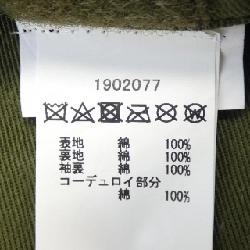 1902077
表地 綿 100%
裏地 綿 100%
袖裏 綿 100%
コーデュロイ部分
綿 100%